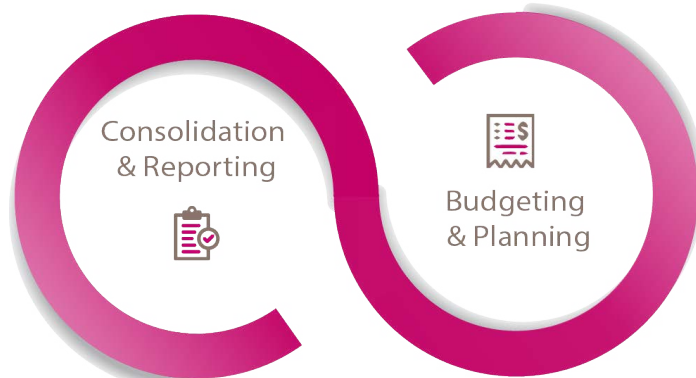 Consolidation
& Reporting
$
Budgeting
& Planning